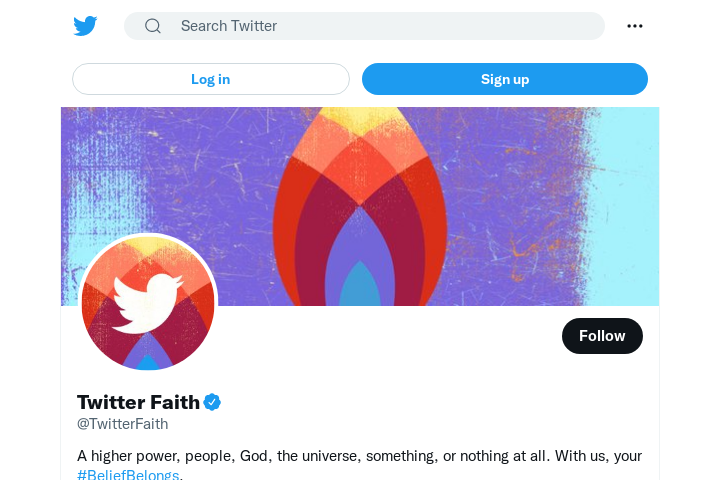 Search Twitter
Log in
Sign up
Follow
Twitter Faith
@TwitterFaith
A higher power, people, God, the universe, something, or nothing at all. With us, your
#BeliefBelongs.